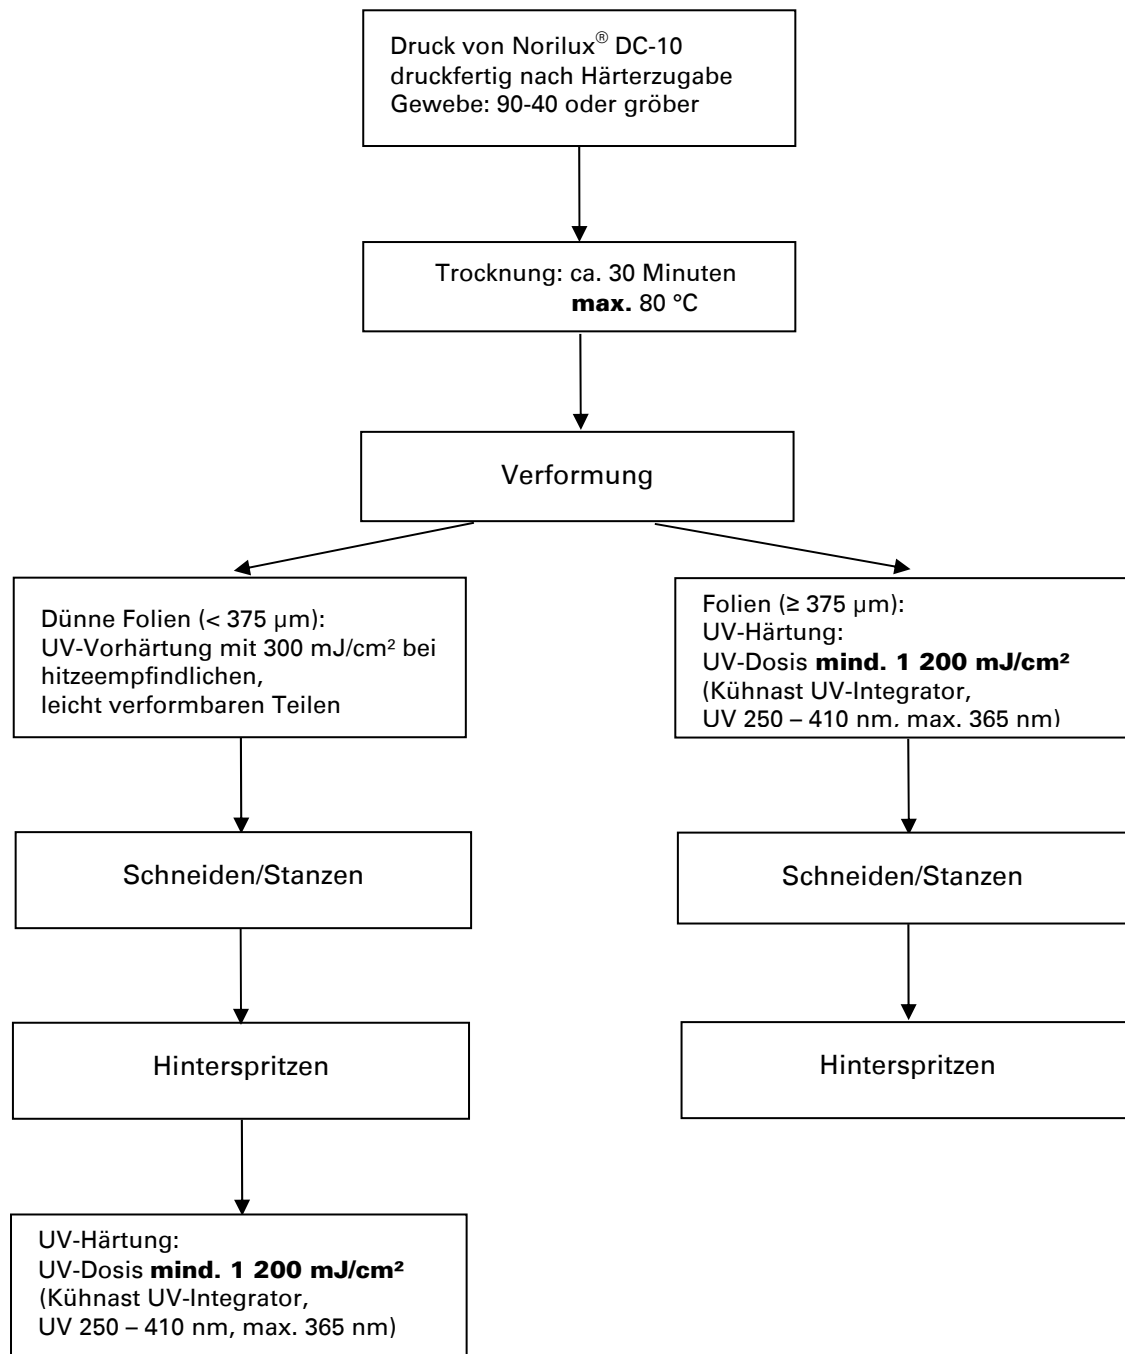 Druck von Norilux® DC-10
druckfertig nach Härterzugabe
Gewebe: 90-40 oder gröber
Trocknung: ca. 30 Minuten
max. 80 °C
Verformung
Dünne Folien (< 375 µm):
UV-Vorhärtung mit 300 mJ/cm² bei
hitzeempfindlichen,
leicht verformbaren Teilen
Schneiden/Stanzen
Hinterspritzen
UV-Härtung:
UV-Dosis mind. 1 200 mJ/cm²
(Kühnast UV-Integrator,
UV 250 – 410 nm, max. 365 nm)
Folien (≥ 375 µm):
UV-Härtung:
UV-Dosis mind. 1 200 mJ/cm²
(Kühnast UV-Integrator,
UV 250 – 410 nm, max. 365 nm)
Schneiden/Stanzen
Hinterspritzen